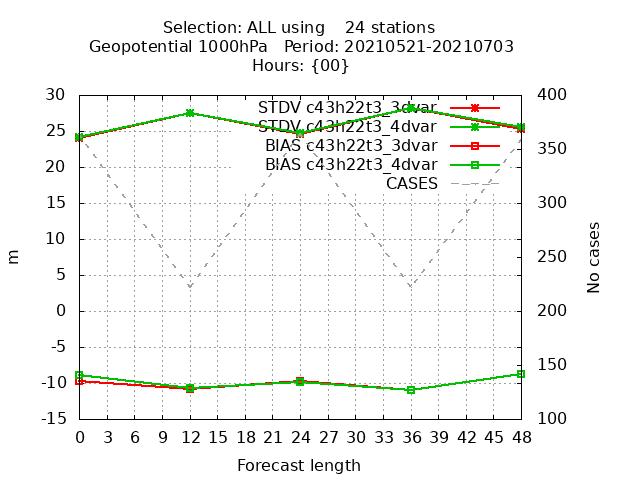 Selection: ALL using    24 stations
Geopotential 1000hPa   Period: 20210521-20210703
Hours: {00}
30
25
20
15
10
5
0
-5
-10
-15
m
400
350
300
250
200
150
100
No cases
STDV c43h22t3_3dvar
STDV c43h22t3_4dvar
BIAS c43h22t3_3dvar
BIAS c43h22t3_4dvar
CASES
0 3 6 9 12 15 18 21 24 27 30 33 36 39 42 45 48
Forecast length